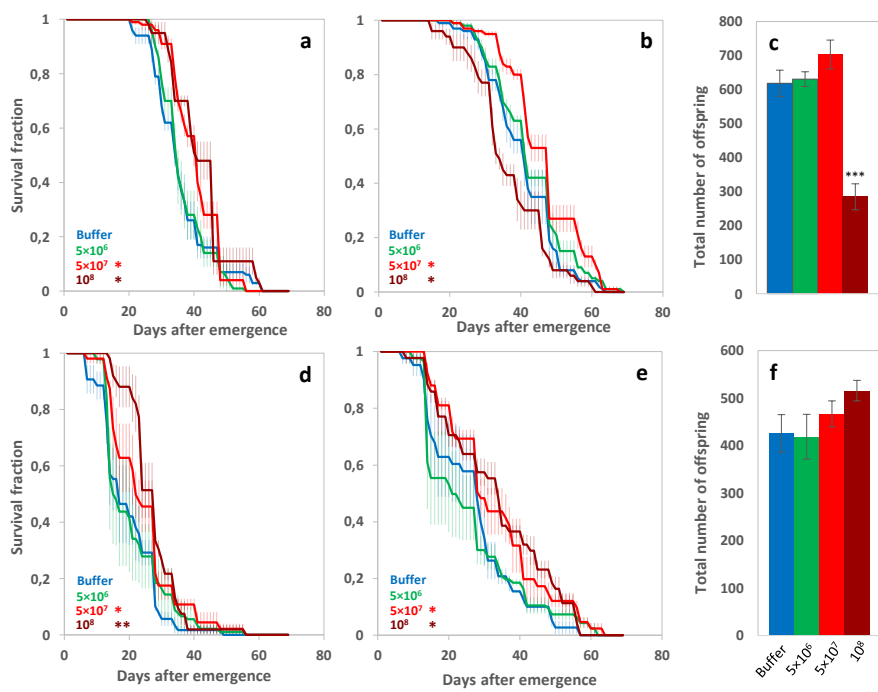 a
Survival fraction
1
0,8
0,6
0,4
0,2
0
Buffer
5×10⁶
5×10⁷ *
10⁸ *
0 20 40 60 80
Days after emergence
b
1
0,8
0,6
0,4
0,2
0
Buffer
5×10⁶
5×10⁷ *
10⁸ *
0 20 40 60 80
Days after emergence
c
Total number of offspring
800
700
600
500
400
300
200
100
0
***
d
Survival fraction
1
0,8
0,6
0,4
0,2
0
Buffer
5×10⁶
5×10⁷ *
10⁸ **
0 20 40 60 80
Days after emergence
e
1
0,8
0,6
0,4
0,2
0
Buffer
5×10⁶
5×10⁷ *
10⁸ *
0 20 40 60 80
Days after emergence
f
Total number of offspring
600
500
400
300
200
100
0
Buffer 5×10⁶ 5×10⁷ 10⁸